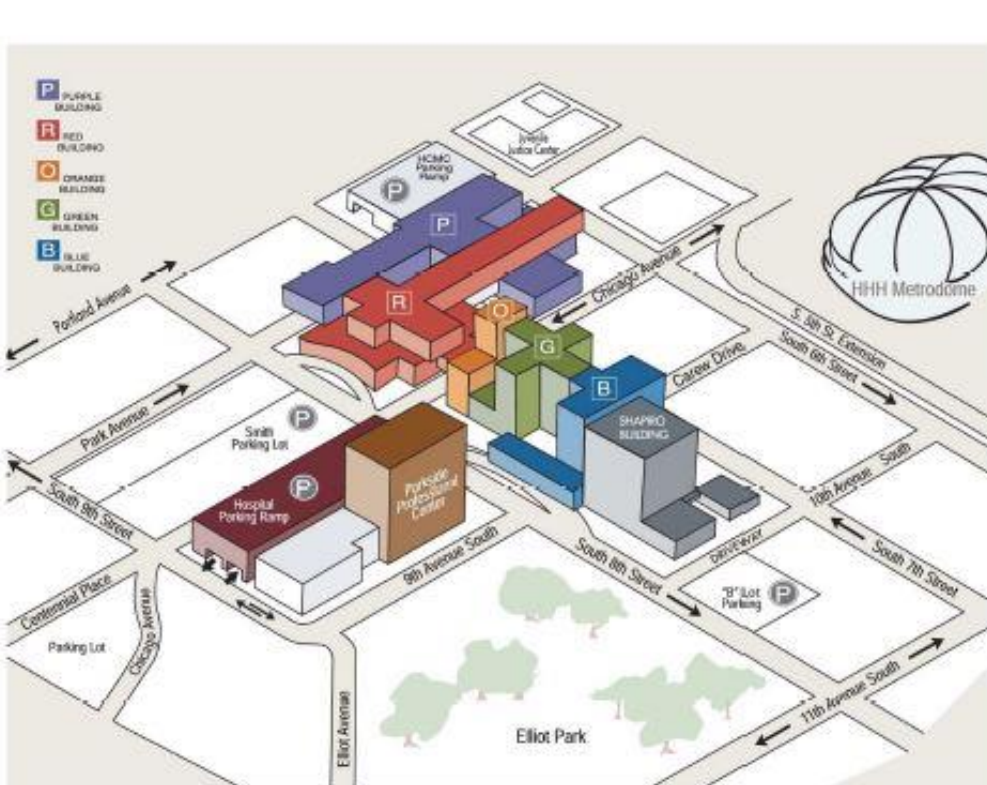 P PURPLE
BUILDING
R RED
BUILDING
O ORANGE
BUILDING
G GREEN
BUILDING
B BLUE
BUILDING
Juvenile
Justice Center
HCMC
Parking
Ramp
P
P
R
O
G
B
Chicago Avenue
HHH Metrodome
Portland Avenue
S. 5th St. Extension
South 6th Street
Carew Drive
Park Avenue
P
Smith
Parking Lot
SHAPIRO
BUILDING
10th Avenue South
South 9th Street
P
Hospital
Parking Ramp
Parkside
Professional
Center
9th Avenue South
South 8th Street
DRIVEWAY
South 7th Street
"B" Lot
Parking
P
Centennial Place
Chicago Avenue
Parking Lot
Elliot Avenue
Elliot Park
11th Avenue South